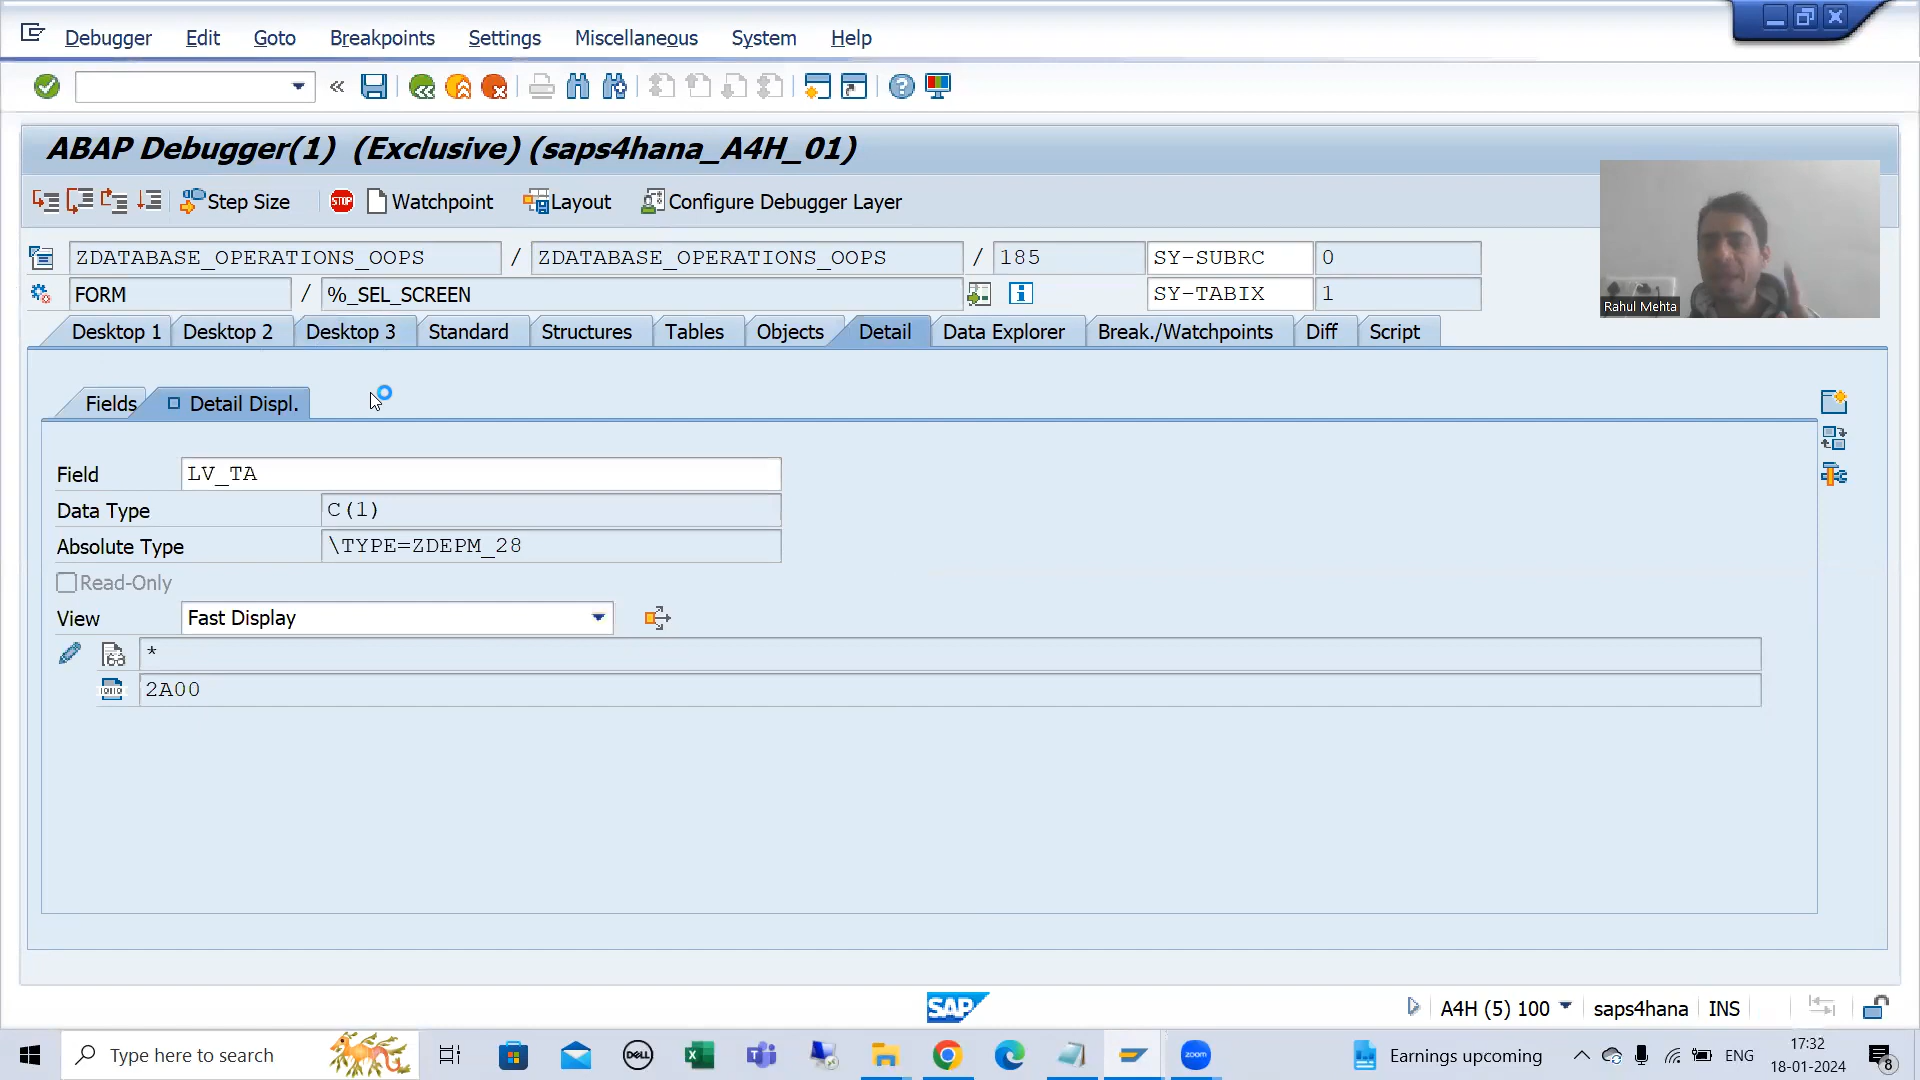 Debugger Edit Goto Breakpoints Settings Miscellaneous System Help
ABAP Debugger(1) (Exclusive) (saps4hana_A4H_01)
Step Size STOP Watchpoint Layout Configure Debugger Layer
Rahul Mehta
ZDATABASE_OPERATIONS_OOPS / ZDATABASE_OPERATIONS_OOPS / 185 SY-SUBRC 0
FORM / %_SEL_SCREEN SY-TABIX 1
Desktop 1 Desktop 2 Desktop 3 Standard Structures Tables Objects Detail Data Explorer Break./Watchpoints Diff Script
Fields Detail Displ.
Field LV_TA
Data Type C(1)
Absolute Type \TYPE=ZDEPM_28
Read-Only
View Fast Display
*
2A00
SAP A4H (5) 100 saps4hana INS
Type here to search DELL zoom Earnings upcoming ENG 17:32
18-01-2024 8